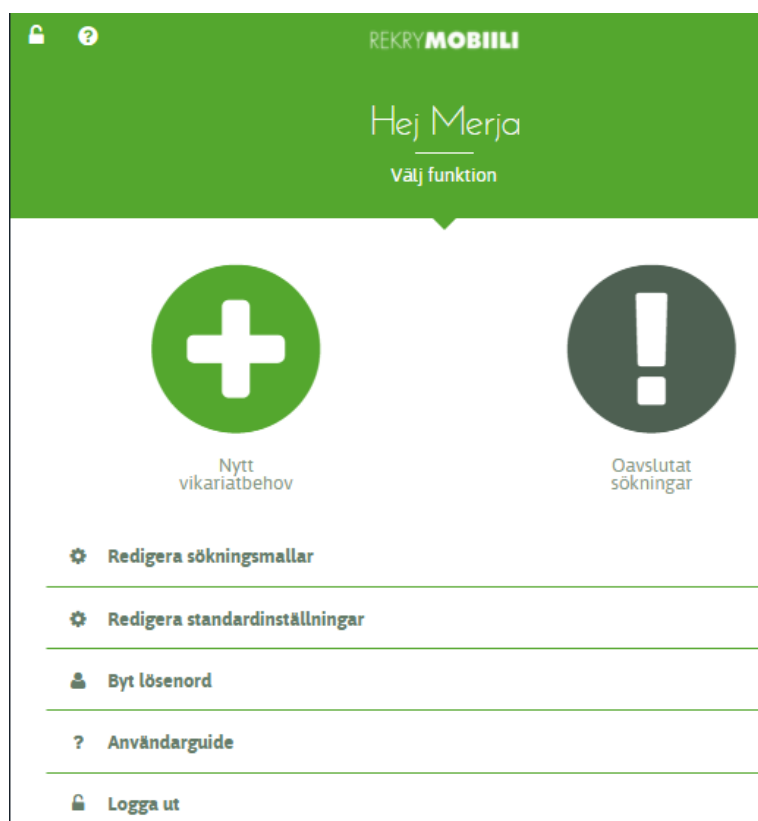 REKRYMOBIILI
Hej Merja
Välj funktion
Nytt
vikariatbehov
Oavslutat
sökningar
Redigera sökningsmallar
Redigera standardinställningar
Byt lösenord
? Användarguide
Logga ut